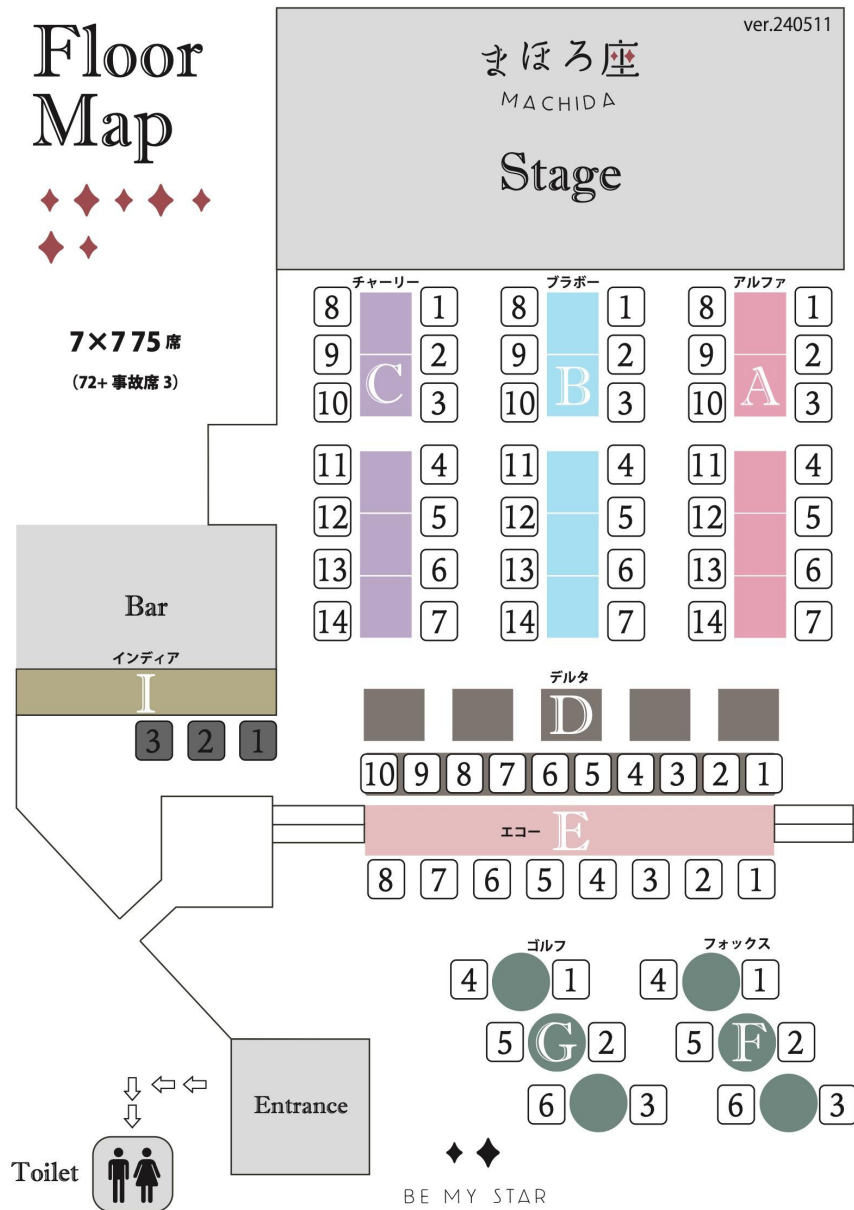 Floor
Map
ver.240511
まほろ座
MACHIDA
Stage
7×7 75 席
(72+ 事故席 3)
チャーリー ブラボー アルファ
8 1 8 1 8 1
9 2 9 2 9 2
C B A
10 3 10 3 10 3
11 4 11 4 11 4
12 5 12 5 12 5
13 6 13 6 13 6
14 7 14 7 14 7
Bar
インディア
I
3 2 1
デルタ
D
10 9 8 7 6 5 4 3 2 1
エコー E
8 7 6 5 4 3 2 1
ゴルフ フォックス
4 1 4 1
5 G 2 5 F 2
6 3 6 3
Entrance
Toilet
BE MY STAR